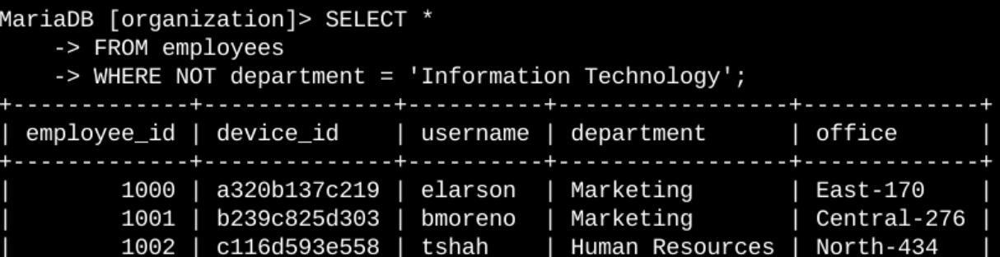 MariaDB [organization]> SELECT *
    -> FROM employees
    -> WHERE NOT department = 'Information Technology';
+-------------+--------------+----------+-----------------+-------------+
| employee_id | device_id    | username | department      | office      |
+-------------+--------------+----------+-----------------+-------------+
|        1000 | a320b137c219 | elarson  | Marketing       | East-170    |
|        1001 | b239c825d303 | bmoreno  | Marketing       | Central-276 |
|        1002 | c116d593e558 | tshah    | Human Resources | North-434   |